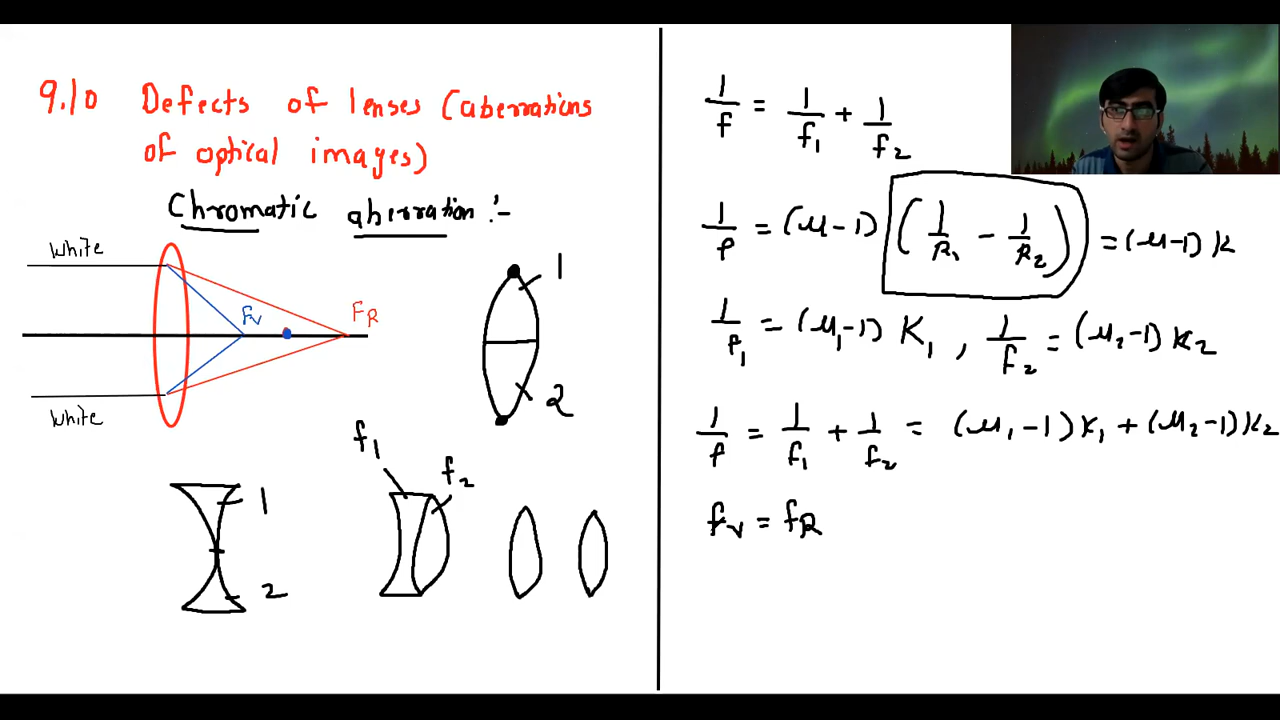 9.10 Defects of lenses (aberrations
of optical images)
Chromatic aberration :-
White
Fv
FR
White
1
2
f1
f2
1
2
1/f = 1/f1 + 1/f2
1/f = (μ-1) (1/R1 - 1/R2) = (μ-1) K
1/f1 = (μ1-1) K1 , 1/f2 = (μ2-1) K2
1/f = 1/f1 + 1/f2 = (μ1-1) K1 + (μ2-1) K2
fv = fR